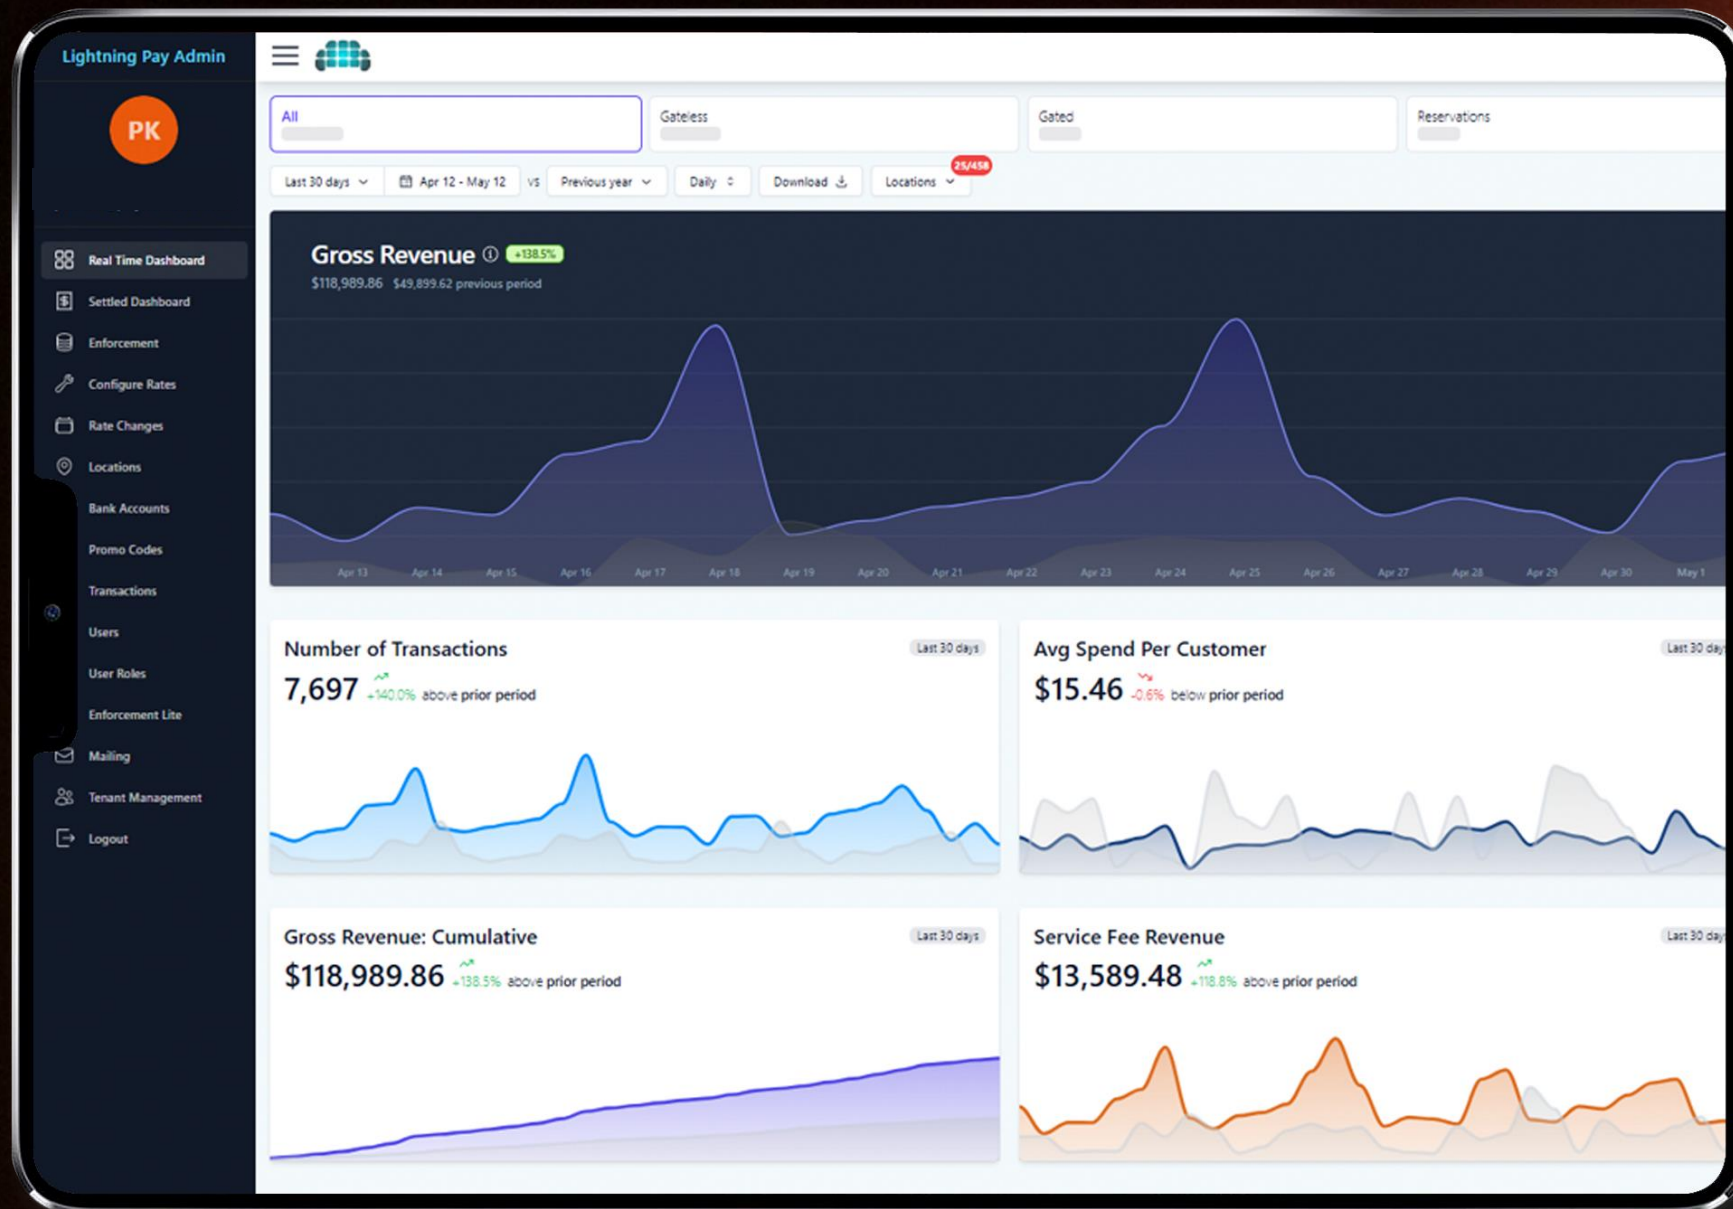 Lightning Pay Admin
PK
Real Time Dashboard
Settled Dashboard
Enforcement
Configure Rates
Rate Changes
Locations
Bank Accounts
Promo Codes
Transactions
Users
User Roles
Enforcement Lite
Mailing
Tenant Management
Logout
All
Gateless
Gated
Reservations
Last 30 days
Apr 12 - May 12
vs
Previous year
Daily
Download
Locations
25/458
Gross Revenue +138.5%
$118,989.86 $49,899.62 previous period
Apr 13 Apr 14 Apr 15 Apr 16 Apr 17 Apr 18 Apr 19 Apr 20 Apr 21 Apr 22 Apr 23 Apr 24 Apr 25 Apr 26 Apr 27 Apr 28 Apr 29 Apr 30 May 1
Number of Transactions
Last 30 days
7,697 +140.0% above prior period
Avg Spend Per Customer
Last 30 day
$15.46 -0.6% below prior period
Gross Revenue: Cumulative
Last 30 days
$118,989.86 +138.5% above prior period
Service Fee Revenue
Last 30 day
$13,589.48 +118.8% above prior period